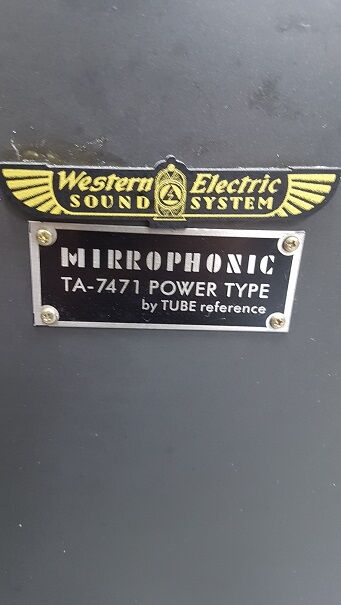 Western Electric
SOUND SYSTEM
MIRROPHONIC
TA-7471 POWER TYPE
by TUBE reference